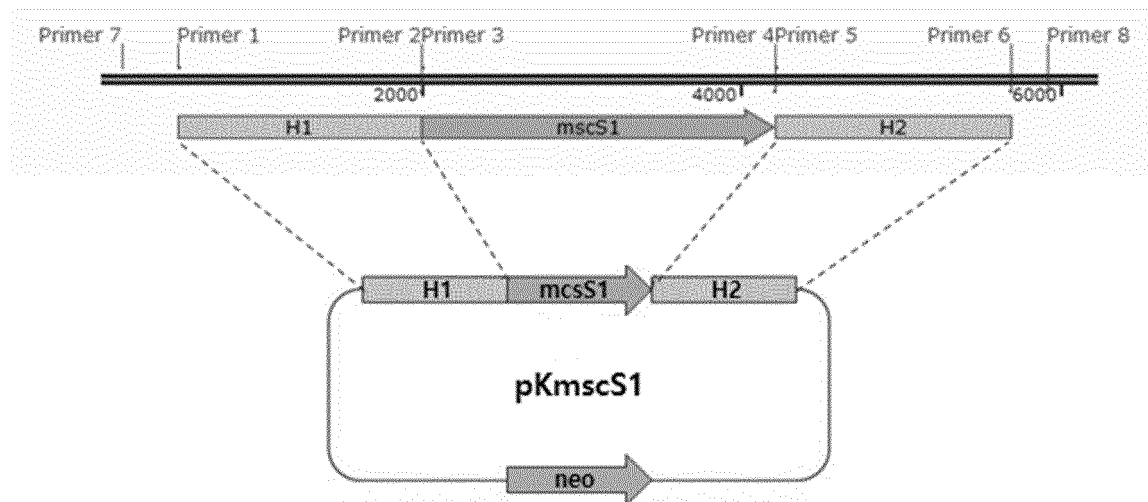 Primer 7 Primer 1 Primer 2 Primer 3 Primer 4 Primer 5 Primer 6 Primer 8
2000 4000 6000
H1 mscS1 H2
H1 mcsS1 H2
pKmscS1
neo